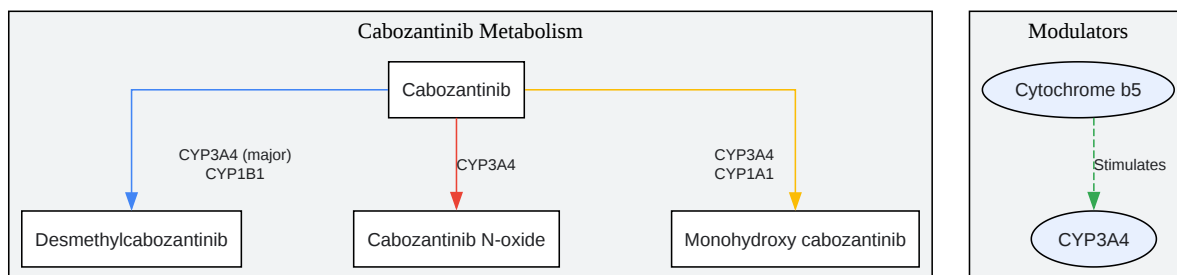 Cabozantinib Metabolism
Cabozantinib
CYP3A4 (major)
CYP1B1
CYP3A4
CYP3A4
CYP1A1
Desmethylcabozantinib
Cabozantinib N-oxide
Monohydroxy cabozantinib
Modulators
Cytochrome b5
Stimulates
CYP3A4